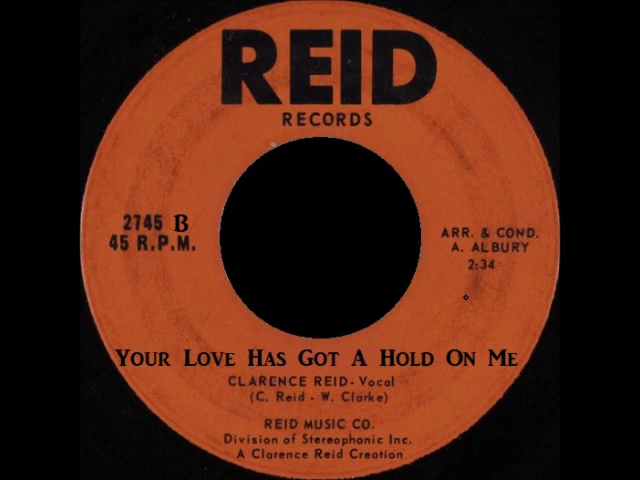 REID
RECORDS
2745 B
45 R.P.M.
ARR. & COND.
A. ALBURY
2:34
YOUR LOVE HAS GOT A HOLD ON ME
CLARENCE REID - Vocal
(C. Reid - W. Clarke)
REID MUSIC CO.
Division of Stereophonic Inc.
A Clarence Reid Creation